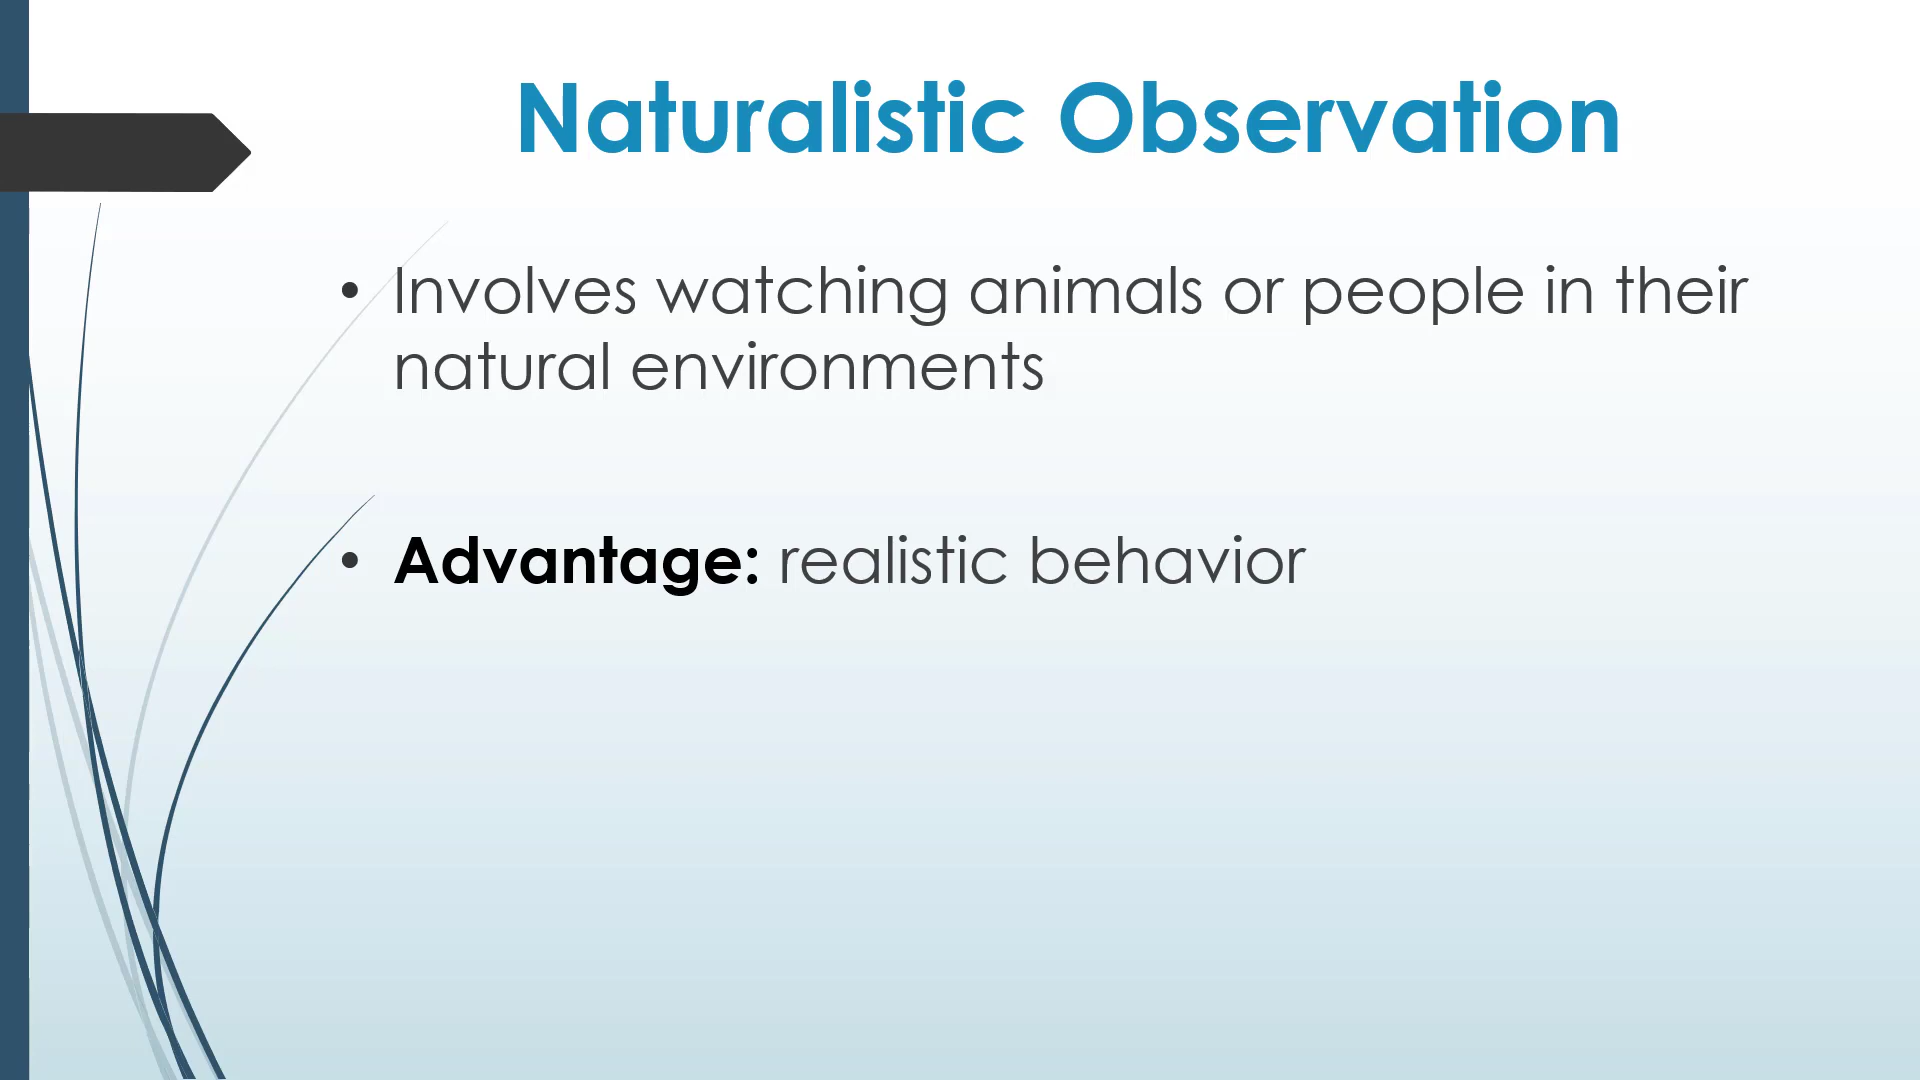 Naturalistic Observation
• Involves watching animals or people in their
natural environments
• Advantage: realistic behavior